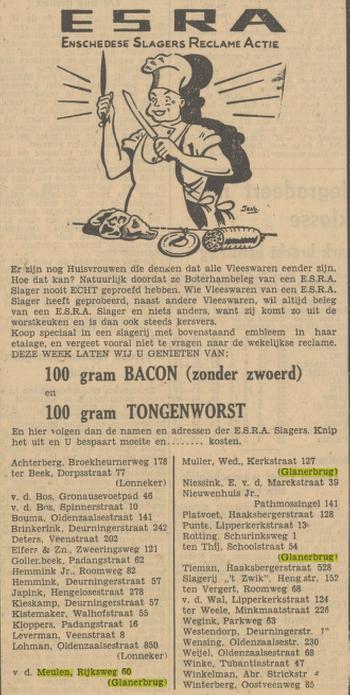 ESRA
ENSCHEDESE SLAGERS RECLAME ACTIE
Er zijn nog Huisvrouwen die denken dat alle Vleeswaren eender zijn.
Hoe dat kan? Natuurlijk doordat ze Boterhambeleg van een E.S.R.A.
Slager nooit ECHT geproefd hebben. Wie Vleeswaren van een E.S.R.A.
Slager heeft geprobeerd, naast andere Vleeswaren, wil altijd beleg
van een E.S.R.A. Slager en niets anders, want zij komt zo uit de
worstkeuken en is dan ook steeds kersvers.
Koop speciaal in een slagerij met bovenstaand embleem in haar
etalage, en vergeet vooral niet te vragen naar de wekelijkse reclame.
DEZE WEEK LATEN WIJ U GENIETEN VAN:
100 gram BACON (zonder zwoerd)
en
100 gram TONGENWORST
En hier volgen dan de namen en adressen der E.S.R.A. Slagers. Knip
het uit en U bespaart moeite en........ kosten.
Achterberg, Broekheurnerweg 178
ter Beek, Dorpsstraat 77
(Lonneker)
v. d. Bos, Gronausevoetpad 46
v. d. Bos, Spinnerstraat 10
Bouma, Oldenzaalsestraat 141
Brinkerink, Deurningerstraat 242
Deters, Veenstraat 202
Elfers & Zn., Zweeringsweg 121
Goller.beek, Padangstraat 62
Hemmink Jr., Roomweg 82
Hemmink, Deurningerstraat 57
Japink, Hengelosestraat 278
Kieskamp, Deurningerstraat 57
Kistemaker, Walhofstraat 55
Kloppers, Padangstraat 16
Leverman, Veenstraat 8
Lohman, Oldenzaalsestraat 850
(Lonneker)
v d. Meulen, Rijksweg 60
(Glanerbrug)
Muller, Wed., Kerkstraat 127
(Glanerbrug)
Niessink, E. v. d. Marckstraat 39
Nieuwenhuis Jr.,
Pathmossingel 141
Platvoet, Haaksbergerstraat 128
Punte, Lipperkerkstraat
Rotting, Schurinksweg 1
ten Thij, Schoolstraat 54
(Glanerbrug)
Tieman, Haaksbergerstraat 528
Slagerij „'t Zwik", Heng.str. 152
ten Vergert, Roomweg 68
v. d. Wal, Lipperkerkstraat 124
ter Weele, Minkmaatstraat 226
Wegink, Parkweg 63
Westendorp, Deurningerstr.
Wensing, Oldenzaalsestr. 230
Weijel, Oldenzaalsestraat 68
Winke, Tubantiastraat 47
Winkelman, Abr. Strickstr
Winterberg, Oostveenweg 85